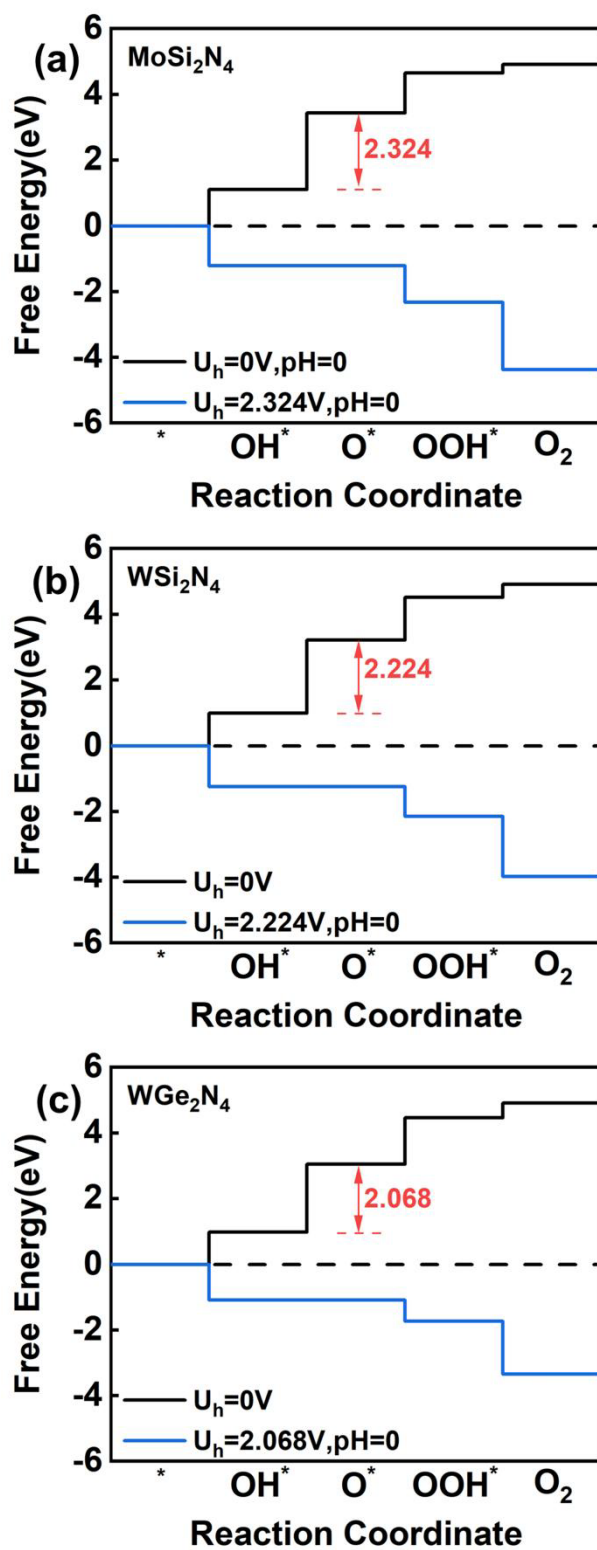 (a)
MoSi₂N₄
Free Energy(eV)
6
4
2
0
-2
-4
-6
2.324
U_h=0V,pH=0
U_h=2.324V,pH=0
* OH* O* OOH* O₂
Reaction Coordinate
(b)
WSi₂N₄
Free Energy(eV)
6
4
2
0
-2
-4
-6
2.224
U_h=0V
U_h=2.224V,pH=0
* OH* O* OOH* O₂
Reaction Coordinate
(c)
WGe₂N₄
Free Energy(eV)
6
4
2
0
-2
-4
-6
2.068
U_h=0V
U_h=2.068V,pH=0
* OH* O* OOH* O₂
Reaction Coordinate